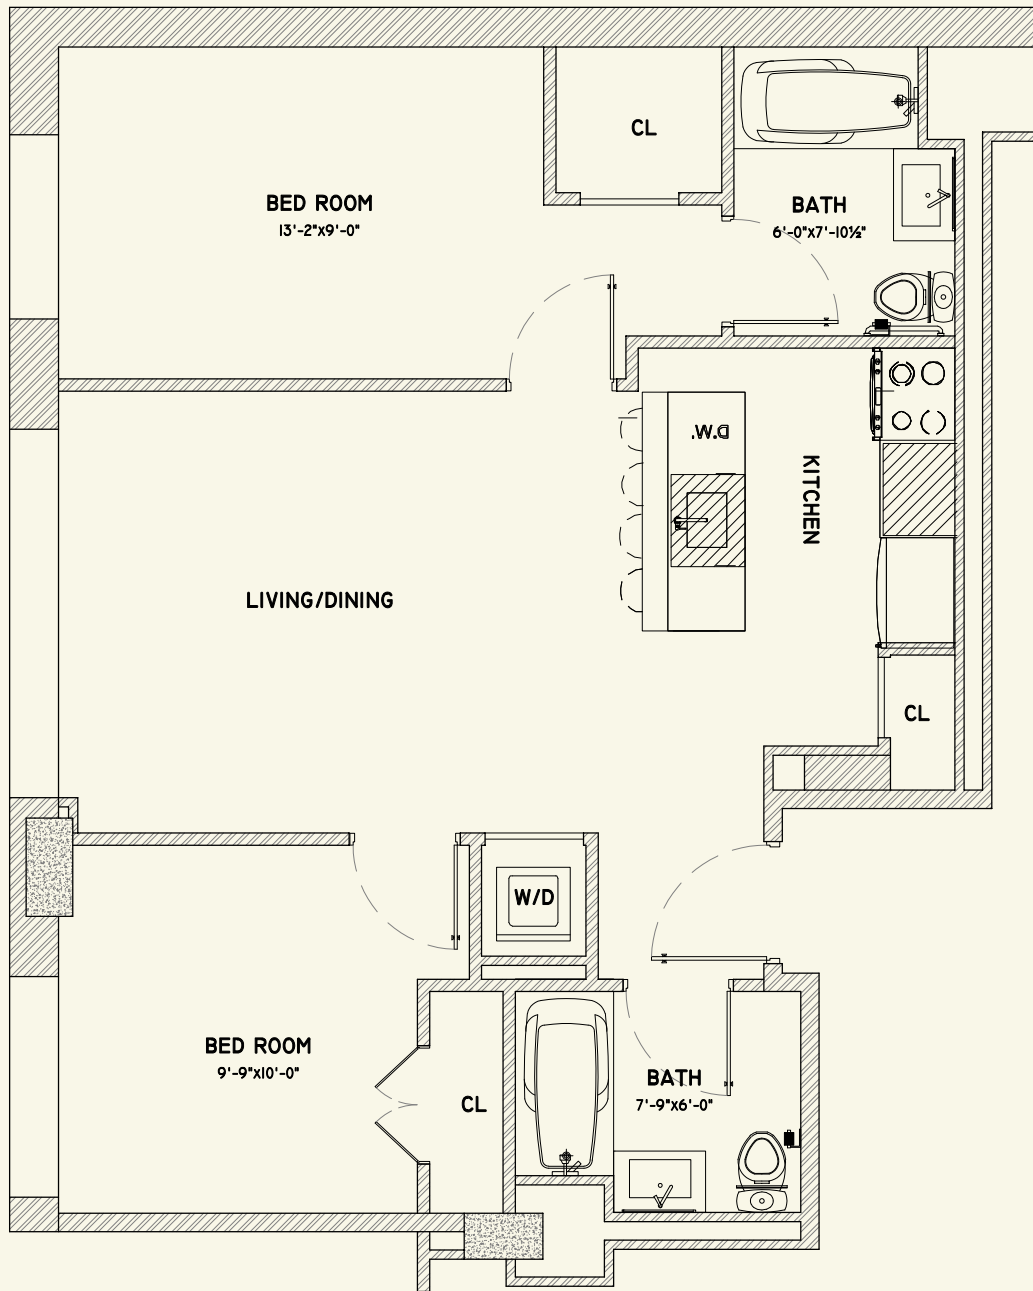 CL
BED ROOM
13'-2"x9'-0"
BATH
6'-0"x7'-10½"
D.W.
KITCHEN
LIVING/DINING
CL
W/D
BED ROOM
9'-9"x10'-0"
CL
BATH
7'-9"x6'-0"